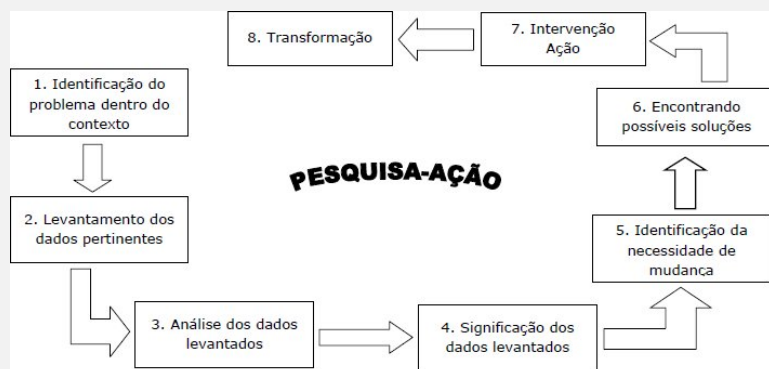 1. Identificação do
problema dentro do
contexto
2. Levantamento dos
dados pertinentes
3. Análise dos dados
levantados
4. Significação dos
dados levantados
5. Identificação da
necessidade de
mudança
6. Encontrando
possíveis soluções
7. Intervenção
Ação
8. Transformação
PESQUISA-AÇÃO